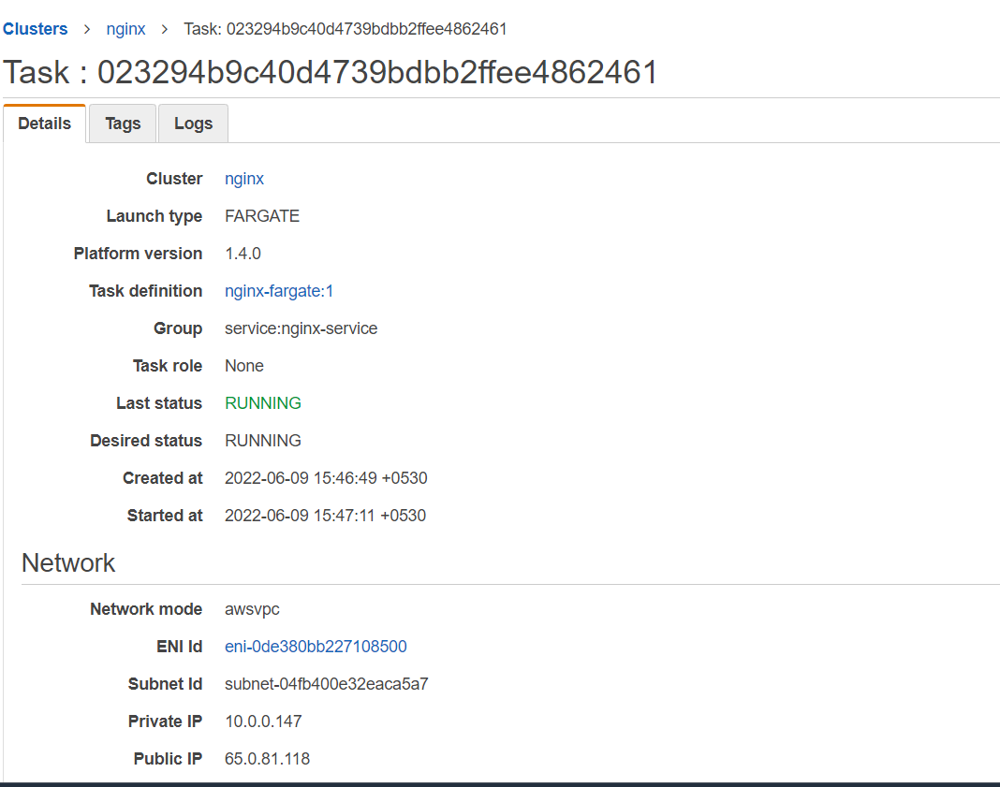 Clusters > nginx > Task: 023294b9c40d4739bdbb2ffee4862461
Task : 023294b9c40d4739bdbb2ffee4862461
Details Tags Logs
Cluster nginx
Launch type FARGATE
Platform version 1.4.0
Task definition nginx-fargate:1
Group service:nginx-service
Task role None
Last status RUNNING
Desired status RUNNING
Created at 2022-06-09 15:46:49 +0530
Started at 2022-06-09 15:47:11 +0530
Network
Network mode awsvpc
ENI Id eni-0de380bb227108500
Subnet Id subnet-04fb400e32eaca5a7
Private IP 10.0.0.147
Public IP 65.0.81.118